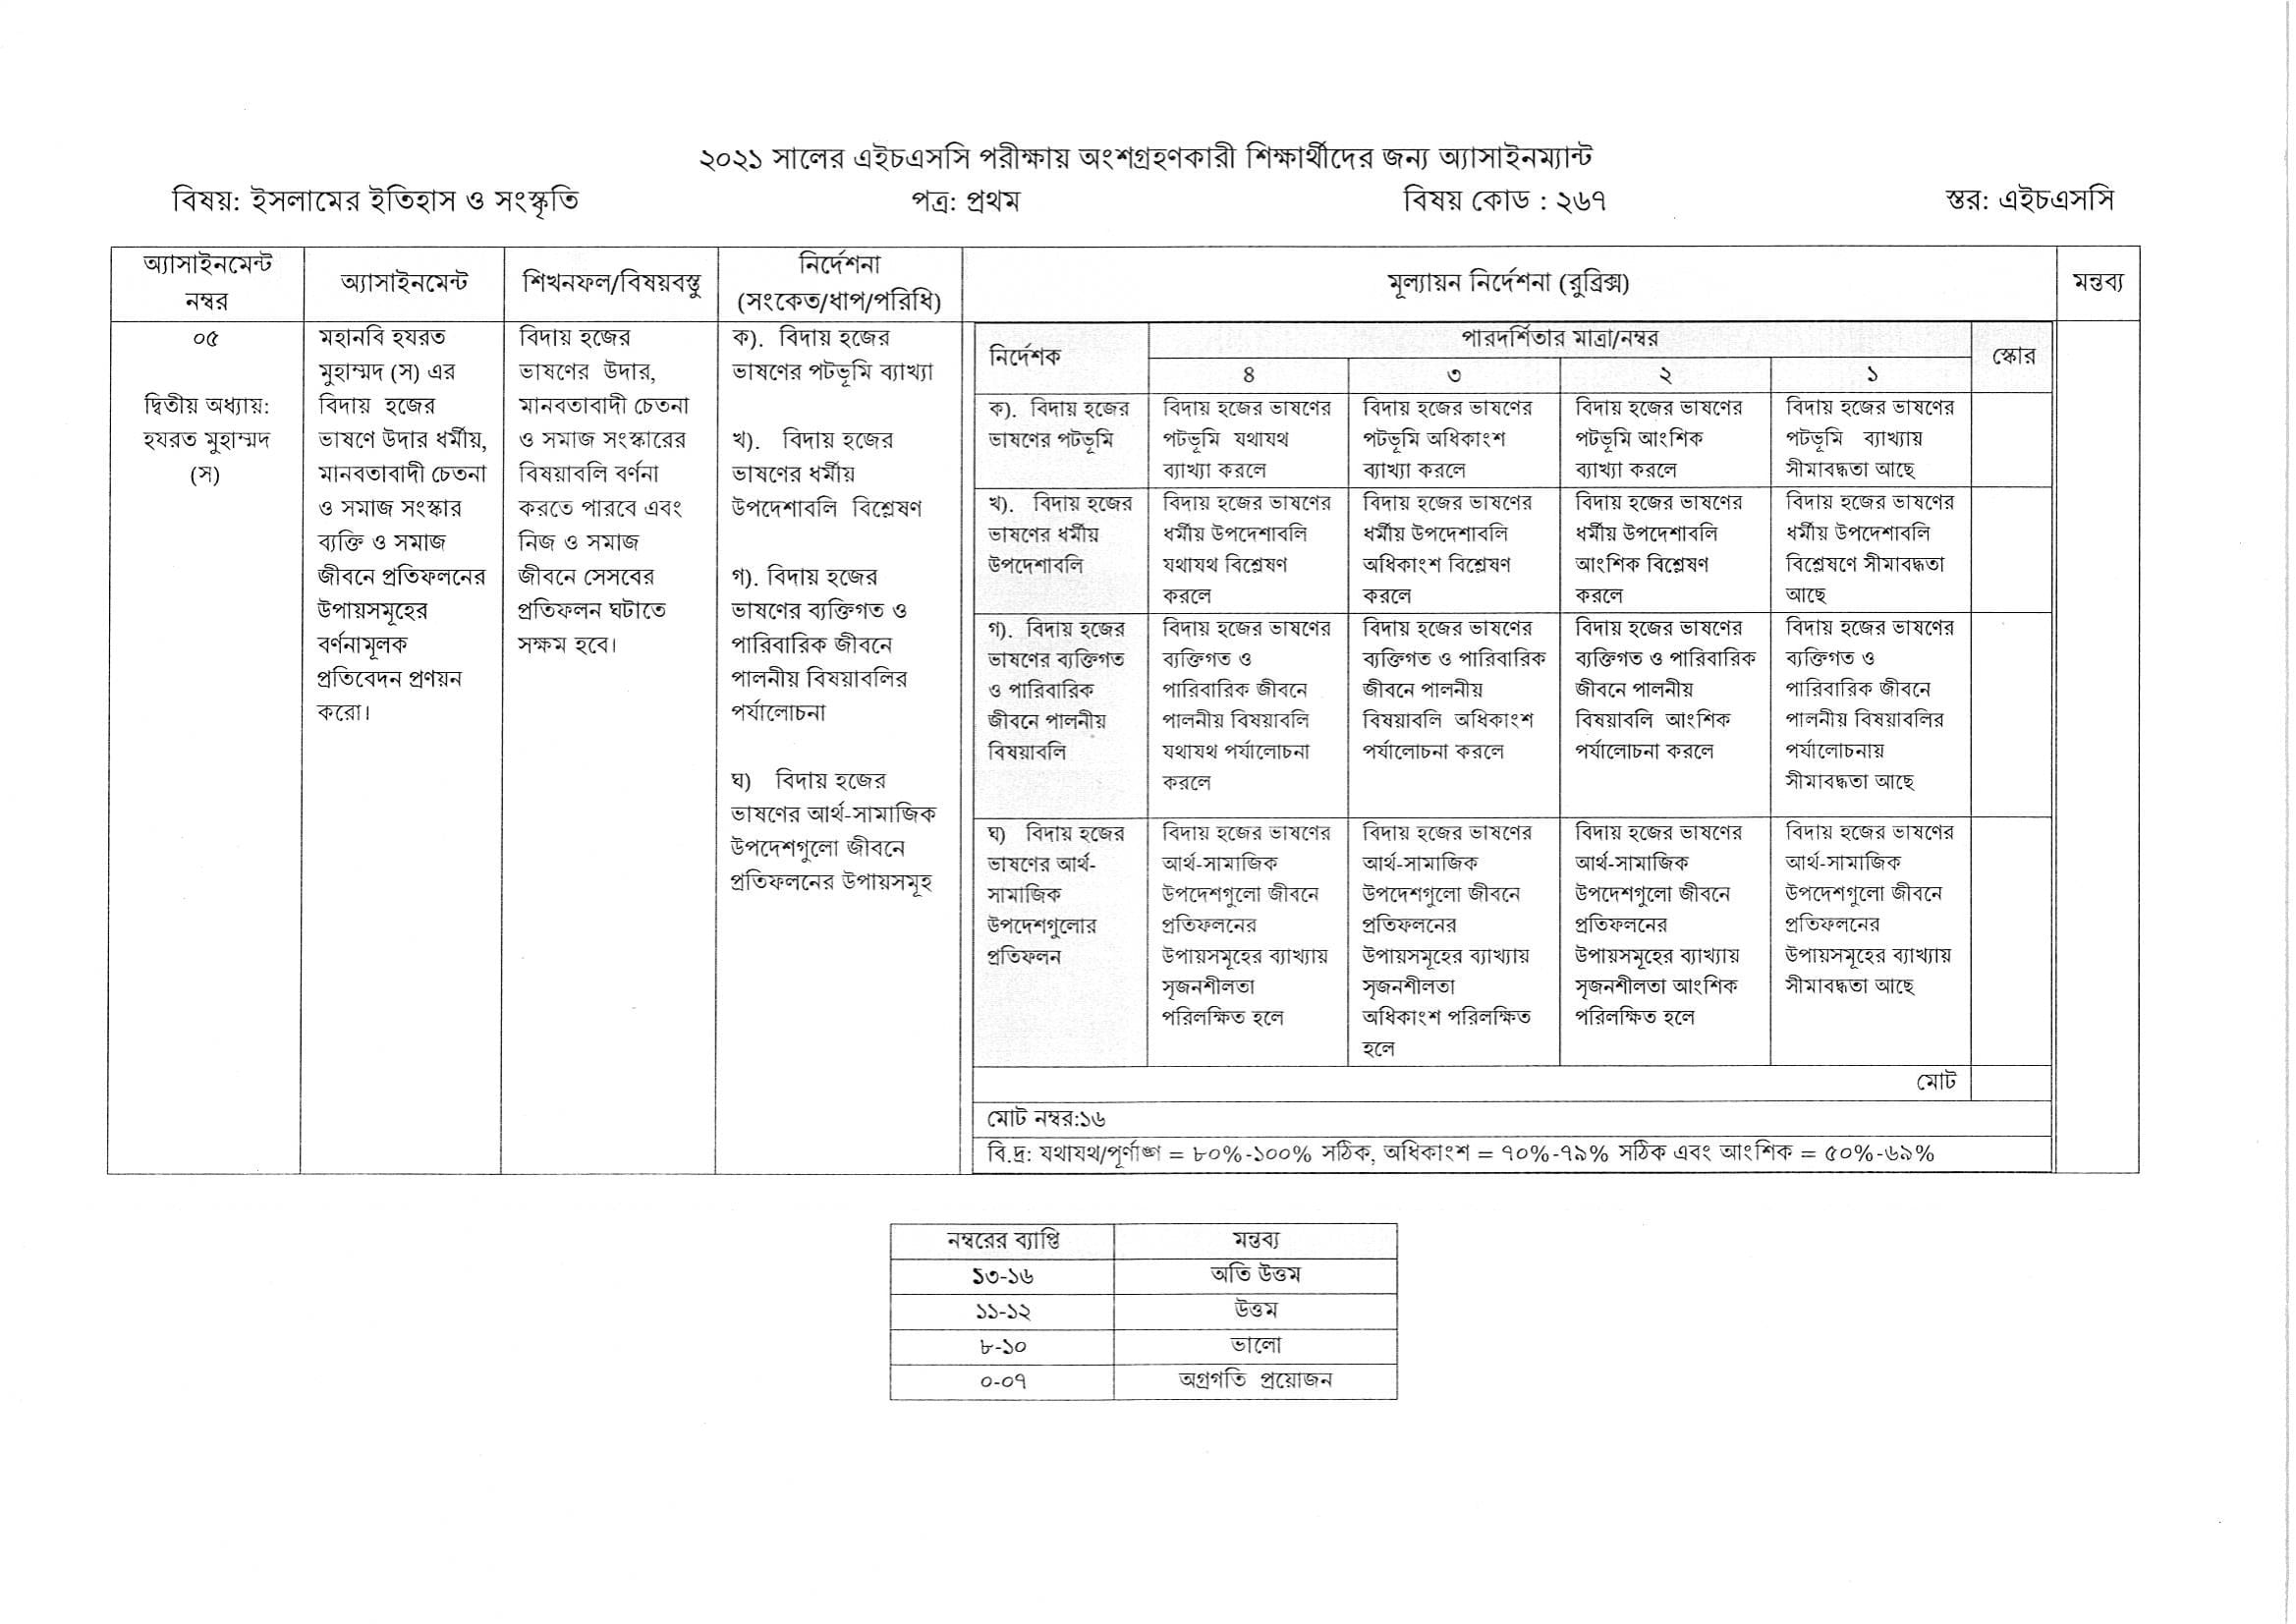 ২০২১ সালের এইচএসসি পরীক্ষায় অংশগ্রহণকারী শিক্ষার্থীদের জন্য অ্যাসাইনম্যান্ট
বিষয়: ইসলামের ইতিহাস ও সংস্কৃতি পত্র: প্রথম বিষয় কোড : ২৬৭ স্তর: এইচএসসি
অ্যাসাইনমেন্ট
নম্বর
অ্যাসাইনমেন্ট
শিখনফল/বিষয়বস্তু
নির্দেশনা
(সংকেত/ধাপ/পরিধি)
মূল্যায়ন নির্দেশনা (রুব্রিক্স)
মন্তব্য
০৫
দ্বিতীয় অধ্যায়:
হযরত মুহাম্মদ
(স)
মহানবি হযরত
মুহাম্মদ (স) এর
বিদায় হজের
ভাষণে উদার ধর্মীয়,
মানবতাবাদী চেতনা
ও সমাজ সংস্কার
ব্যক্তি ও সমাজ
জীবনে প্রতিফলনের
উপায়সমূহের
বর্ণনামূলক
প্রতিবেদন প্রণয়ন
করো।
বিদায় হজের
ভাষণের উদার,
মানবতাবাদী চেতনা
ও সমাজ সংস্কারের
বিষয়াবলি বর্ণনা
করতে পারবে এবং
নিজ ও সমাজ
জীবনে সেসবের
প্রতিফলন ঘটাতে
সক্ষম হবে।
ক). বিদায় হজের
ভাষণের পটভূমি ব্যাখ্যা
খ). বিদায় হজের
ভাষণের ধর্মীয়
উপদেশাবলি বিশ্লেষণ
গ). বিদায় হজের
ভাষণের ব্যক্তিগত ও
পারিবারিক জীবনে
পালনীয় বিষয়াবলির
পর্যালোচনা
ঘ) বিদায় হজের
ভাষণের আর্থ-সামাজিক
উপদেশগুলো জীবনে
প্রতিফলনের উপায়সমূহ
নির্দেশক
পারদর্শিতার মাত্রা/নম্বর
স্কোর
৪ ৩ ২ ১
ক). বিদায় হজের
ভাষণের পটভূমি
বিদায় হজের ভাষণের
পটভূমি যথাযথ
ব্যাখ্যা করলে
বিদায় হজের ভাষণের
পটভূমি অধিকাংশ
ব্যাখ্যা করলে
বিদায় হজের ভাষণের
পটভূমি আংশিক
ব্যাখ্যা করলে
বিদায় হজের ভাষণের
পটভূমি ব্যাখ্যায়
সীমাবদ্ধতা আছে
খ). বিদায় হজের
ভাষণের ধর্মীয়
উপদেশাবলি
বিদায় হজের ভাষণের
ধর্মীয় উপদেশাবলি
যথাযথ বিশ্লেষণ
করলে
বিদায় হজের ভাষণের
ধর্মীয় উপদেশাবলি
অধিকাংশ বিশ্লেষণ
করলে
বিদায় হজের ভাষণের
ধর্মীয় উপদেশাবলি
আংশিক বিশ্লেষণ
করলে
বিদায় হজের ভাষণের
ধর্মীয় উপদেশাবলি
বিশ্লেষণে সীমাবদ্ধতা
আছে
গ). বিদায় হজের
ভাষণের ব্যক্তিগত
ও পারিবারিক
জীবনে পালনীয়
বিষয়াবলি
বিদায় হজের ভাষণের
ব্যক্তিগত ও
পারিবারিক জীবনে
পালনীয় বিষয়াবলি
যথাযথ পর্যালোচনা
করলে
বিদায় হজের ভাষণের
ব্যক্তিগত ও পারিবারিক
জীবনে পালনীয়
বিষয়াবলি অধিকাংশ
পর্যালোচনা করলে
বিদায় হজের ভাষণের
ব্যক্তিগত ও পারিবারিক
জীবনে পালনীয়
বিষয়াবলি আংশিক
পর্যালোচনা করলে
বিদায় হজের ভাষণের
ব্যক্তিগত ও
পারিবারিক জীবনে
পালনীয় বিষয়াবলির
পর্যালোচনায়
সীমাবদ্ধতা আছে
ঘ) বিদায় হজের
ভাষণের আর্থ-
সামাজিক
উপদেশগুলোর
প্রতিফলন
বিদায় হজের ভাষণের
আর্থ-সামাজিক
উপদেশগুলো জীবনে
প্রতিফলনের
উপায়সমূহের ব্যাখ্যায়
সৃজনশীলতা
পরিলক্ষিত হলে
বিদায় হজের ভাষণের
আর্থ-সামাজিক
উপদেশগুলো জীবনে
প্রতিফলনের
উপায়সমূহের ব্যাখ্যায়
সৃজনশীলতা
অধিকাংশ পরিলক্ষিত
হলে
বিদায় হজের ভাষণের
আর্থ-সামাজিক
উপদেশগুলো জীবনে
প্রতিফলনের
উপায়সমূহের ব্যাখ্যায়
সৃজনশীলতা আংশিক
পরিলক্ষিত হলে
বিদায় হজের ভাষণের
আর্থ-সামাজিক
উপদেশগুলো জীবনে
প্রতিফলনের
উপায়সমূহের ব্যাখ্যায়
সীমাবদ্ধতা আছে
মোট
মোট নম্বর:১৬
বি.দ্র: যথাযথ/পূর্ণাঙ্গ = ৮০%-১০০% সঠিক, অধিকাংশ = ৭০%-৭৯% সঠিক এবং আংশিক = ৫০%-৬৯%
নম্বরের ব্যাপ্তি মন্তব্য
১৩-১৬ অতি উত্তম
১১-১২ উত্তম
৮-১০ ভালো
০-০৭ অগ্রগতি প্রয়োজন